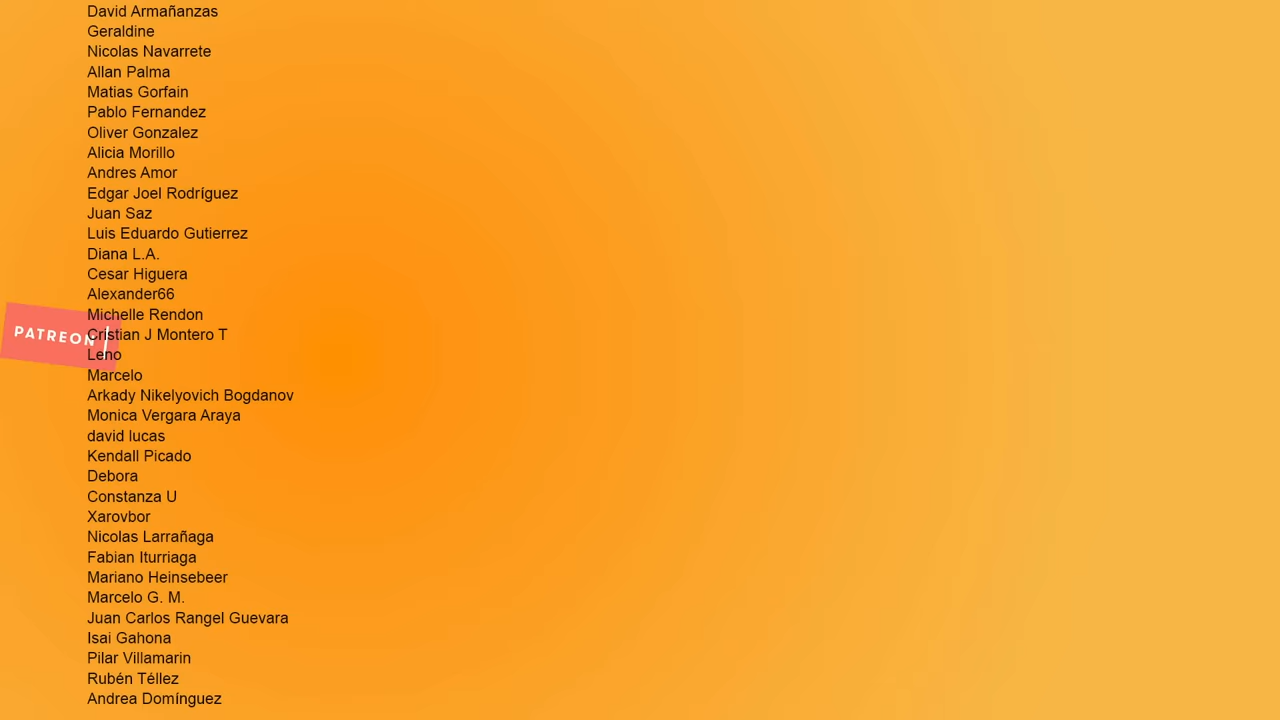 David Armañanzas
Geraldine
Nicolas Navarrete
Allan Palma
Matias Gorfain
Pablo Fernandez
Oliver Gonzalez
Alicia Morillo
Andres Amor
Edgar Joel Rodríguez
Juan Saz
Luis Eduardo Gutierrez
Diana L.A.
Cesar Higuera
Alexander66
Michelle Rendon
PATREON
Cristian J Montero T
Leno
Marcelo
Arkady Nikelyovich Bogdanov
Monica Vergara Araya
david lucas
Kendall Picado
Debora
Constanza U
Xarovbor
Nicolas Larrañaga
Fabian Iturriaga
Mariano Heinsebeer
Marcelo G. M.
Juan Carlos Rangel Guevara
Isai Gahona
Pilar Villamarin
Rubén Téllez
Andrea Domínguez